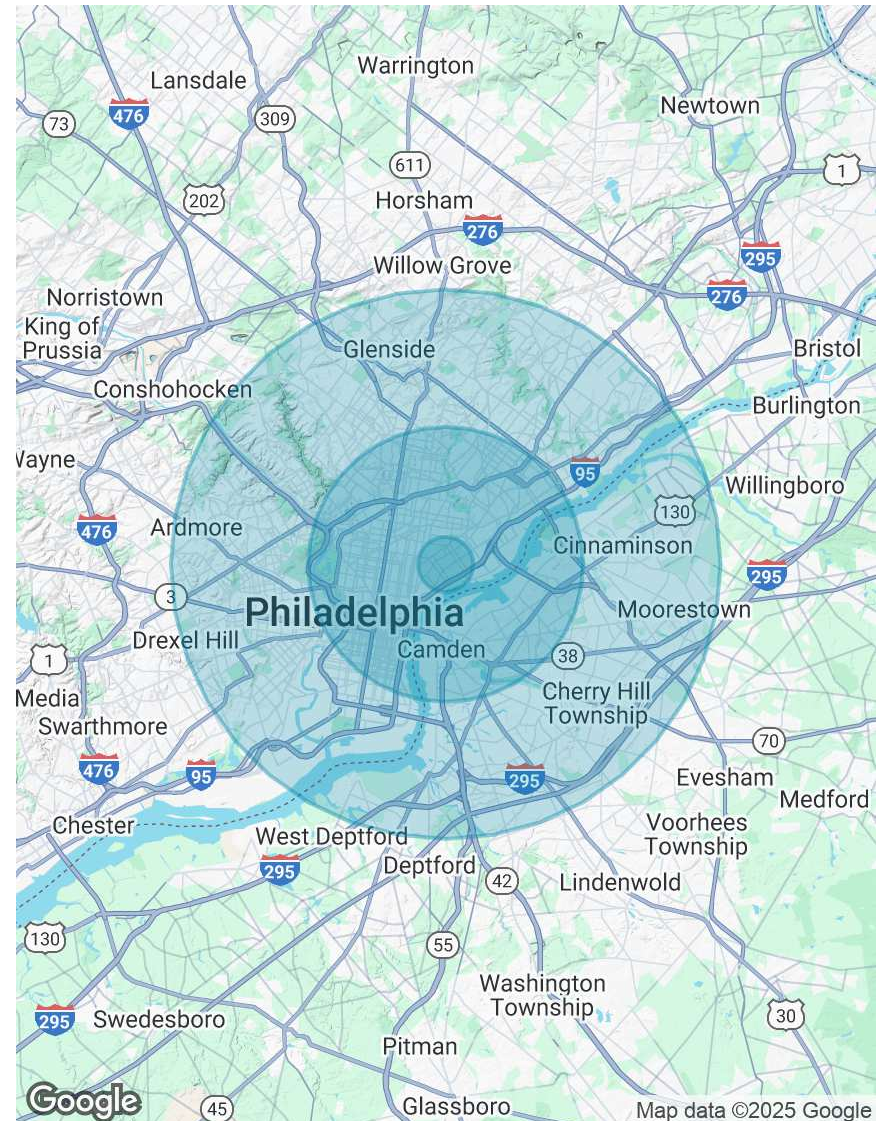 Warrington
Lansdale
Newtown
476
309
73
611
1
202
Horsham
276
Willow Grove
295
276
Norristown
King of
Prussia
Glenside
Bristol
Conshohocken
Burlington
Wayne
95
Willingboro
130
476
Ardmore
Cinnaminson
295
3
Philadelphia
Moorestown
Drexel Hill
Camden
38
1
Media
Cherry Hill
Township
Swarthmore
70
476
95
295
Evesham
Medford
Chester
West Deptford
Voorhees
Township
Deptford
295
42
Lindenwold
130
55
Washington
Township
295
Swedesboro
30
Pitman
Google
45
Glassboro
Map data ©2025 Google